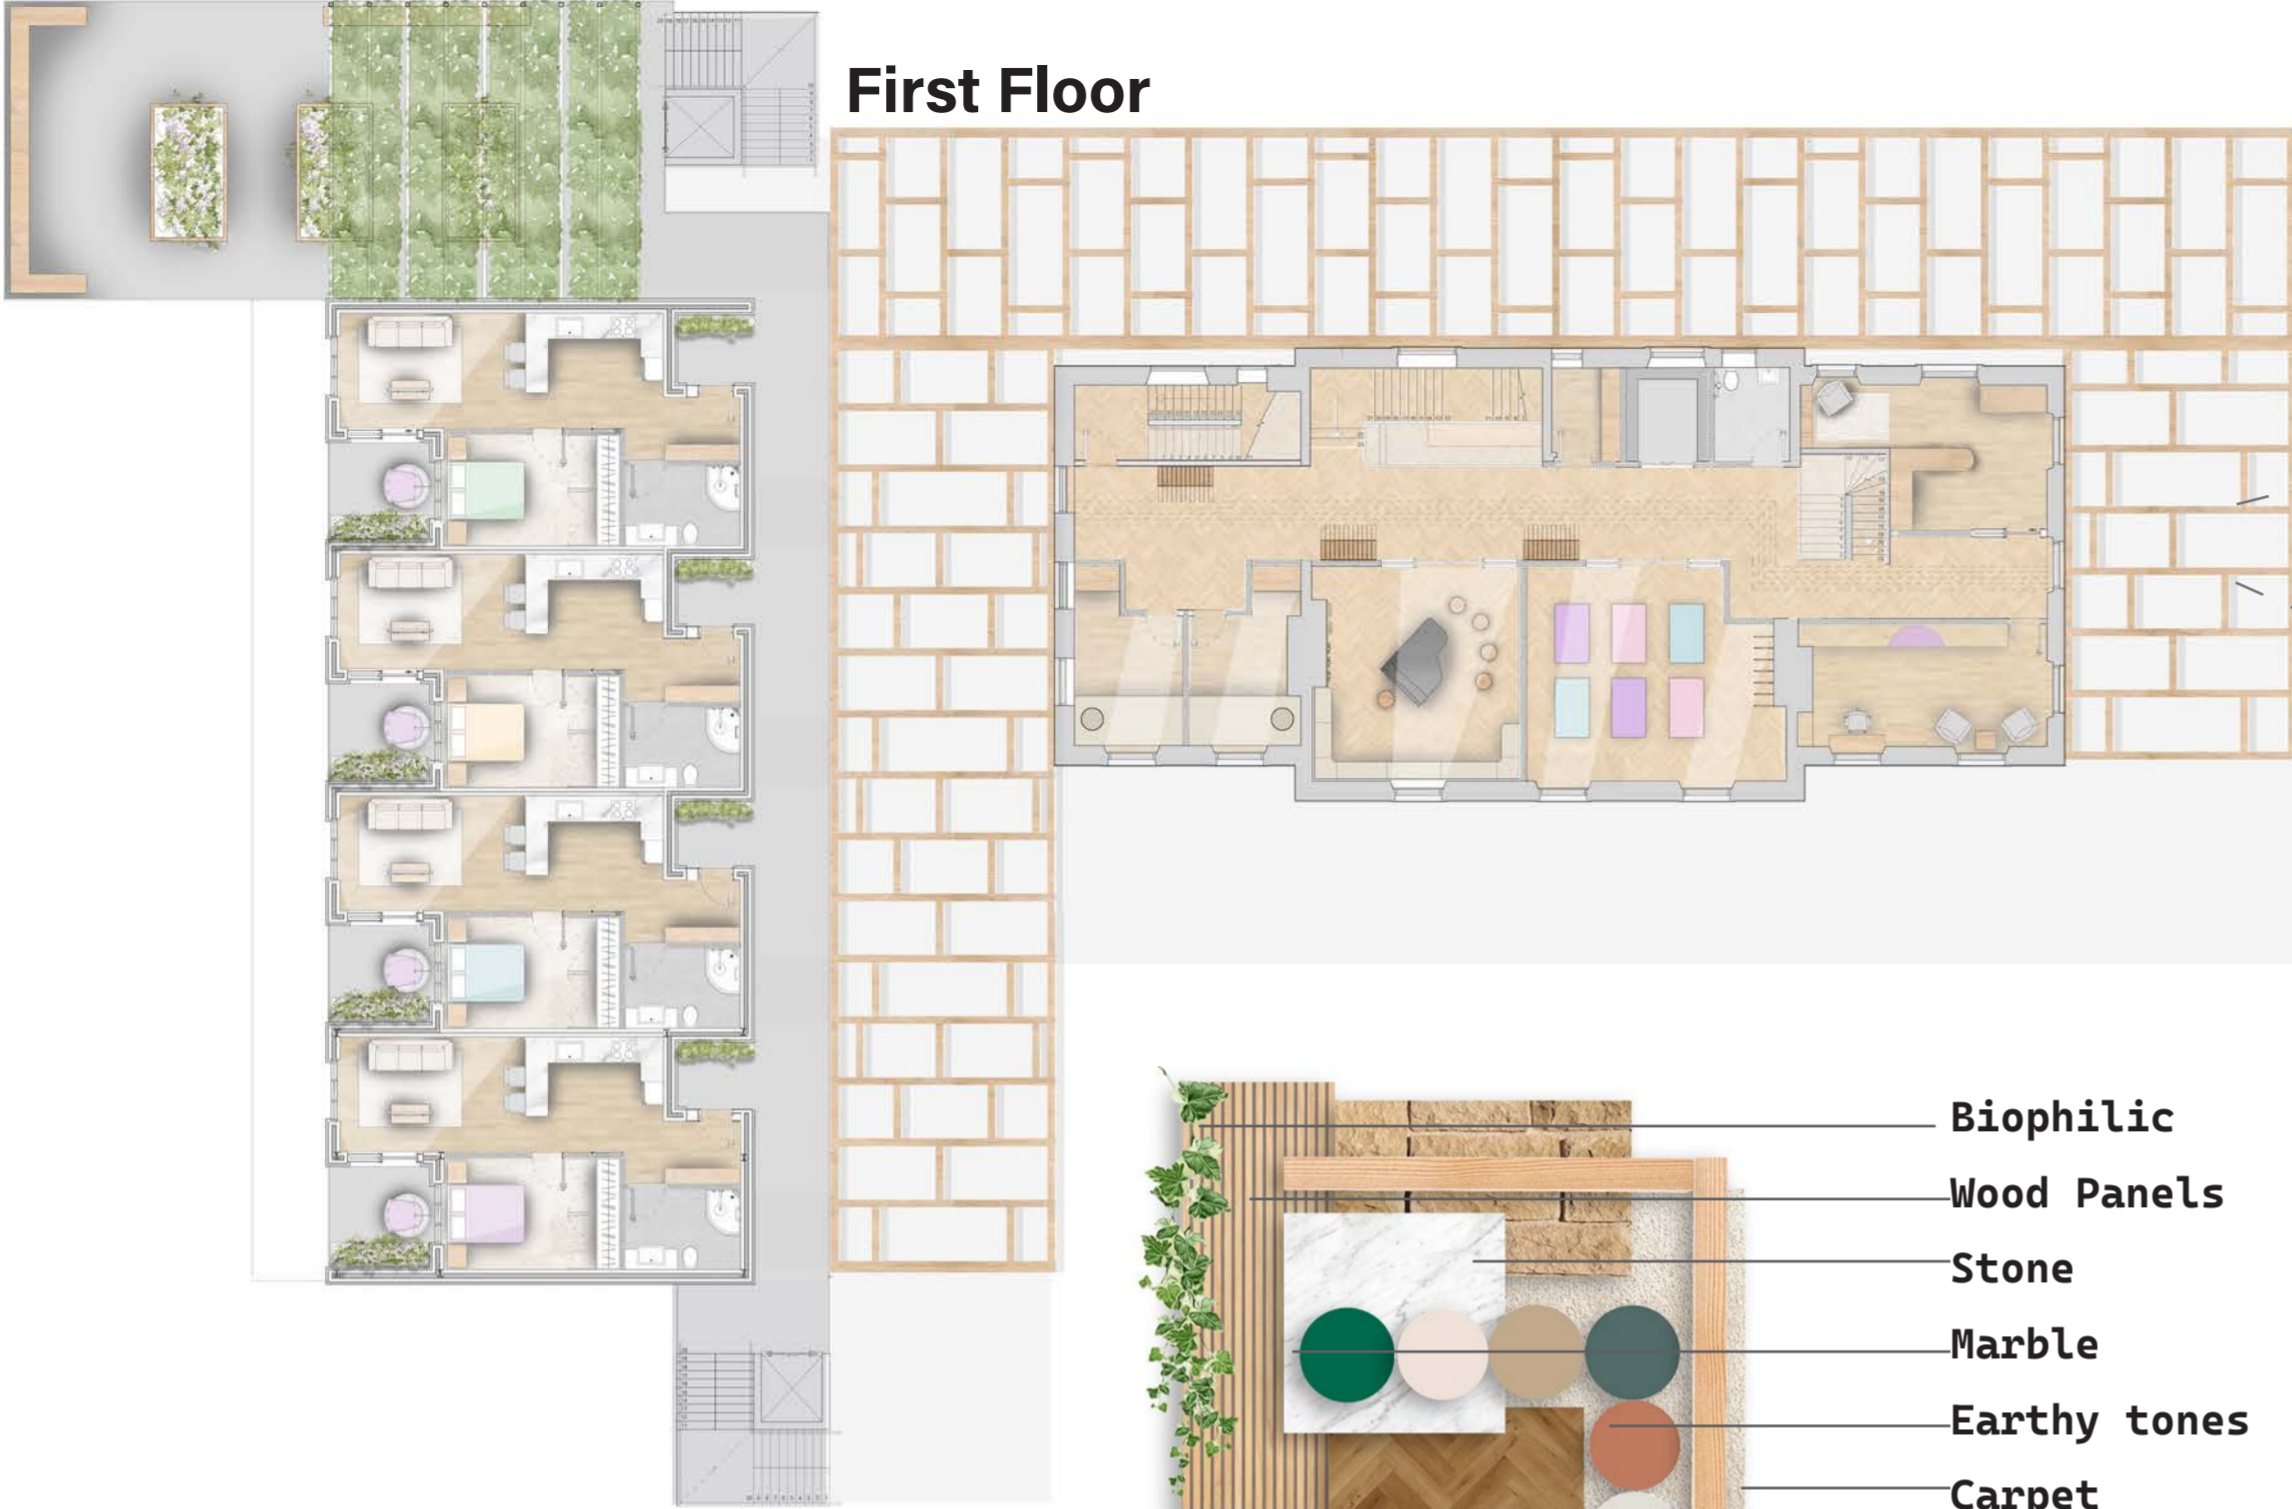 First Floor
Biophilic
Wood Panels
Stone
Marble
Earthy tones
Carpet